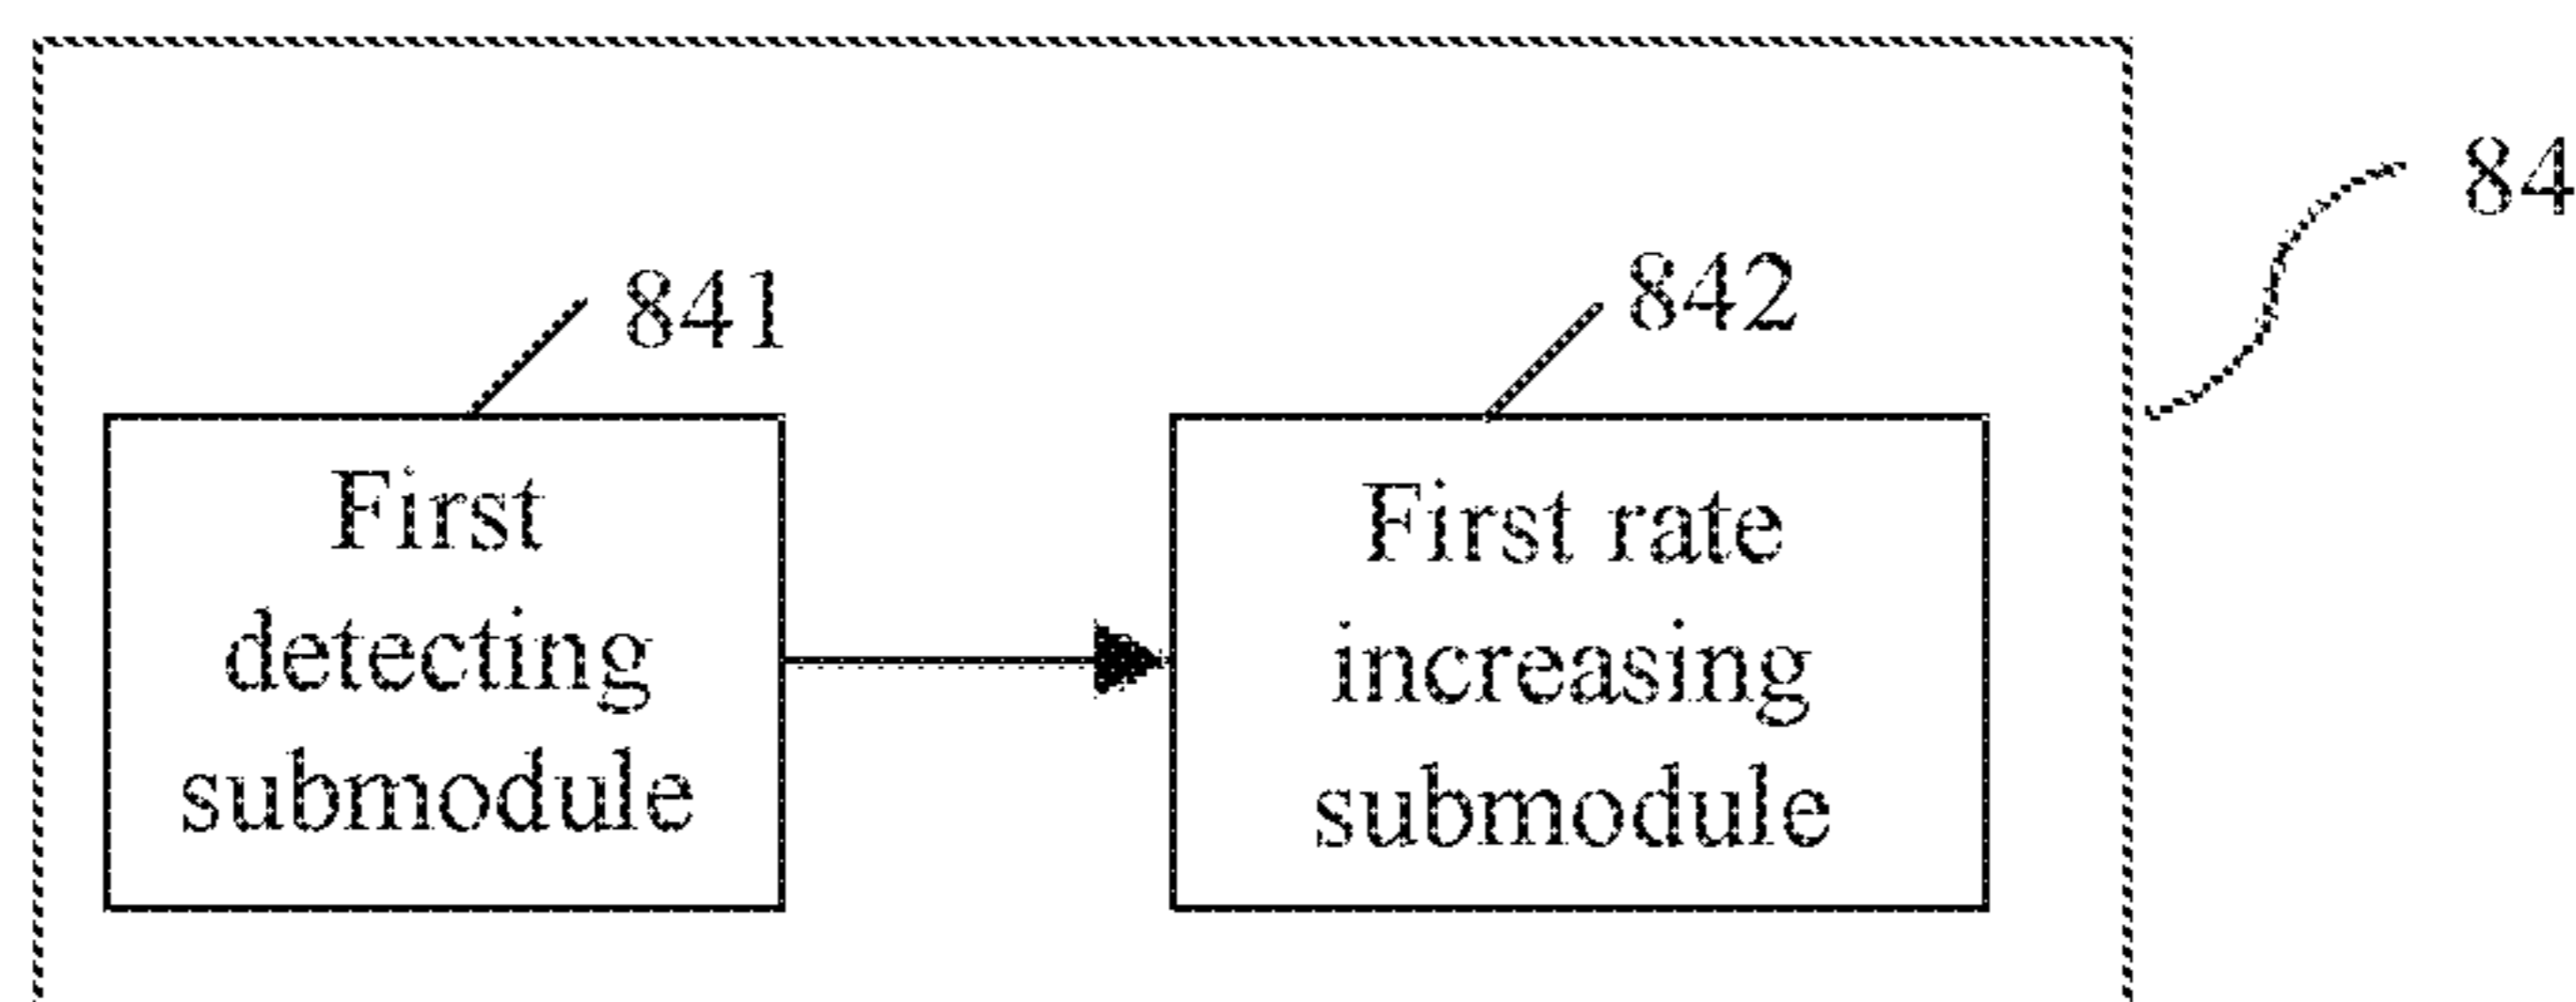 84
841
842
First
detecting
submodule
First rate
increasing
submodule